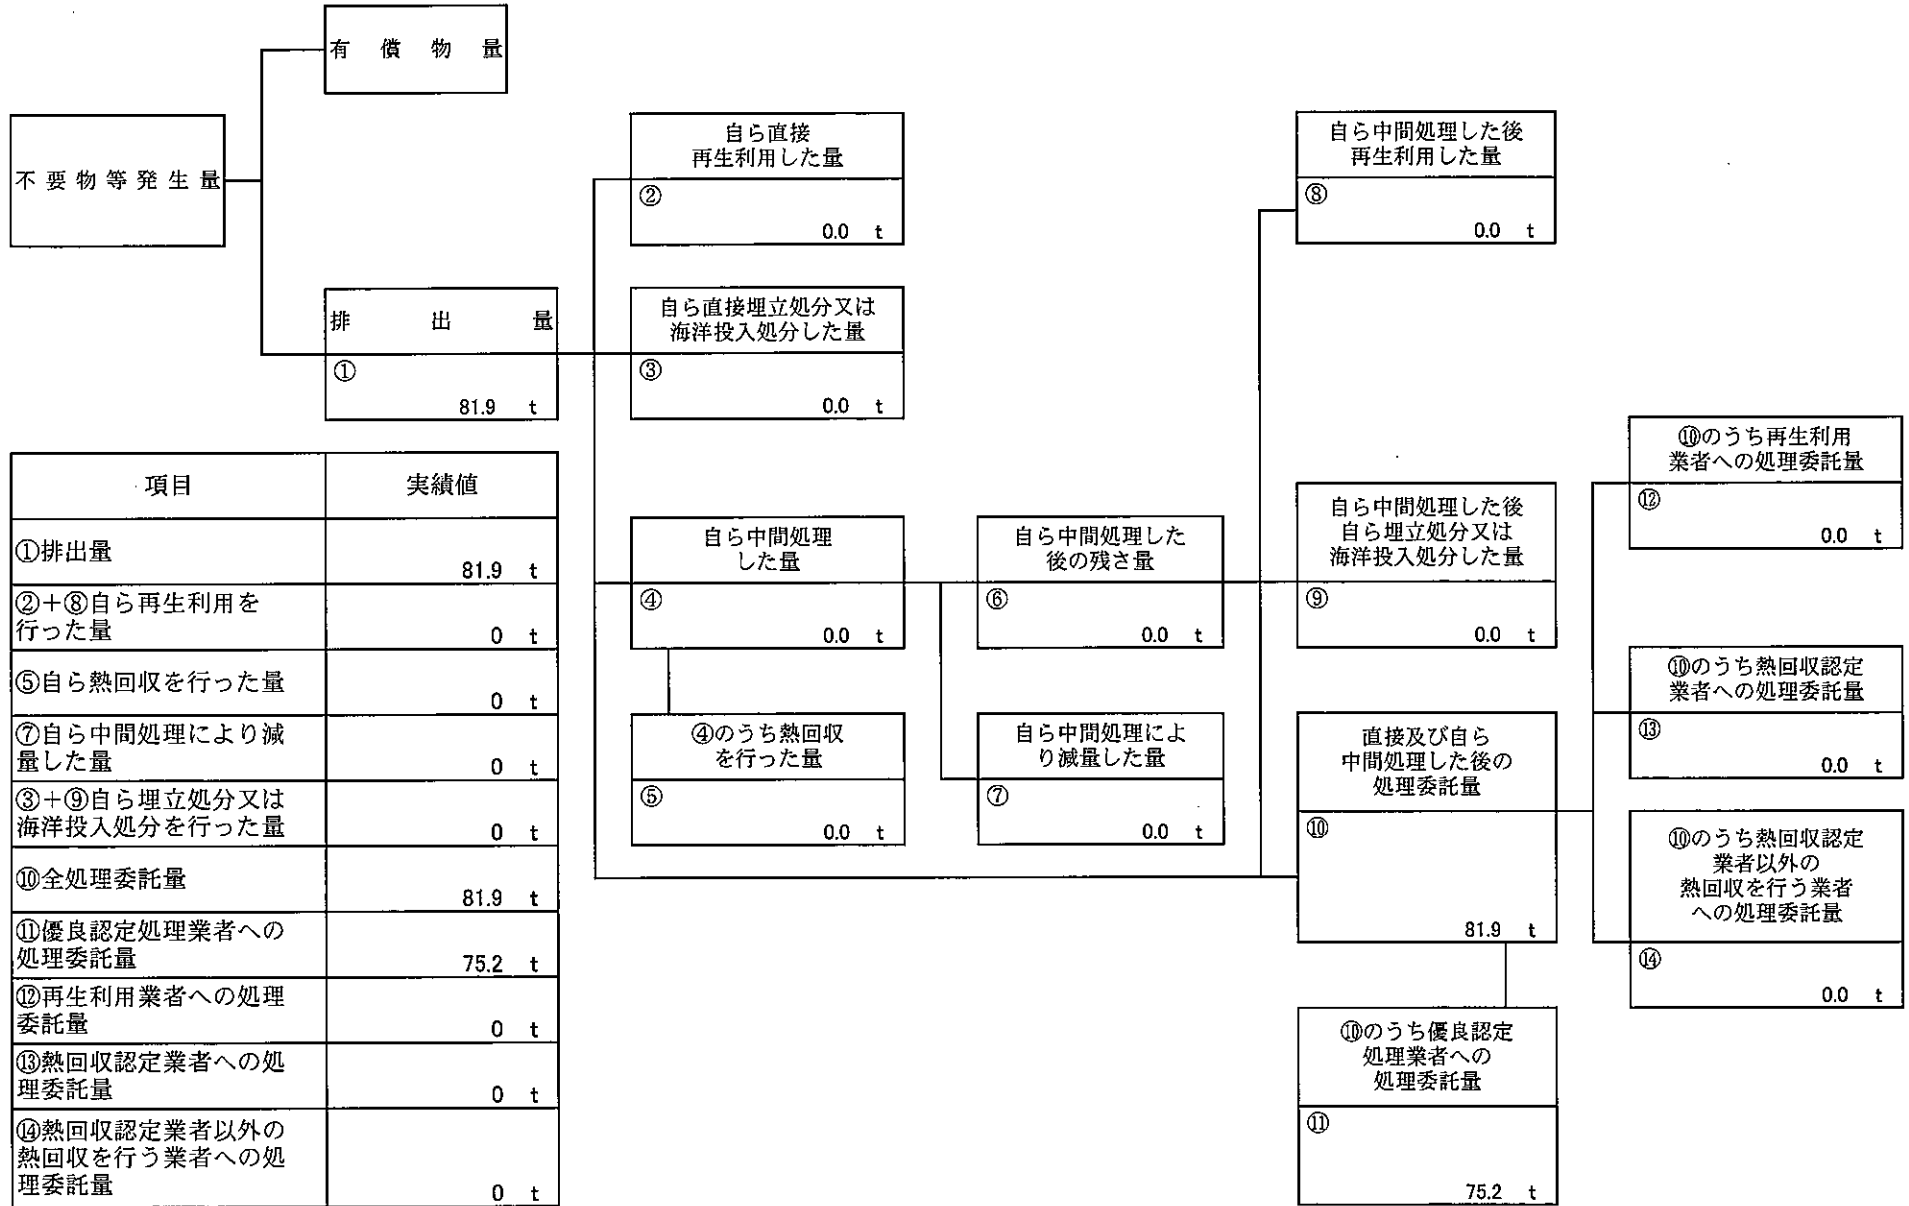 有償物量
不要物等発生量
排出量
①
81.9 t
自ら直接
再生利用した量
②
0.0 t
自ら直接埋立処分又は
海洋投入処分した量
③
0.0 t
自ら中間処理
した量
④
0.0 t
④のうち熱回収
を行った量
⑤
0.0 t
自ら中間処理した
後の残さ量
⑥
0.0 t
自ら中間処理によ
り減量した量
⑦
0.0 t
自ら中間処理した後
再生利用した量
⑧
0.0 t
自ら中間処理した後
自ら埋立処分又は
海洋投入処分した量
⑨
0.0 t
直接及び自ら
中間処理した後の
処理委託量
⑩
81.9 t
⑩のうち優良認定
処理業者への
処理委託量
⑪
75.2 t
⑩のうち再生利用
業者への処理委託量
⑫
0.0 t
⑩のうち熱回収認定
業者への処理委託量
⑬
0.0 t
⑩のうち熱回収認定
業者以外の
熱回収を行う業者
への処理委託量
⑭
0.0 t
項目 実績値
①排出量
81.9 t
②+⑧自ら再生利用を
行った量
0 t
⑤自ら熱回収を行った量
0 t
⑦自ら中間処理により減
量した量
0 t
③+⑨自ら埋立処分又は
海洋投入処分を行った量
0 t
⑩全処理委託量
81.9 t
⑪優良認定処理業者への
処理委託量
75.2 t
⑫再生利用業者への処理
委託量
0 t
⑬熱回収認定業者への処
理委託量
0 t
⑭熱回収認定業者以外の
熱回収を行う業者への処
理委託量
0 t